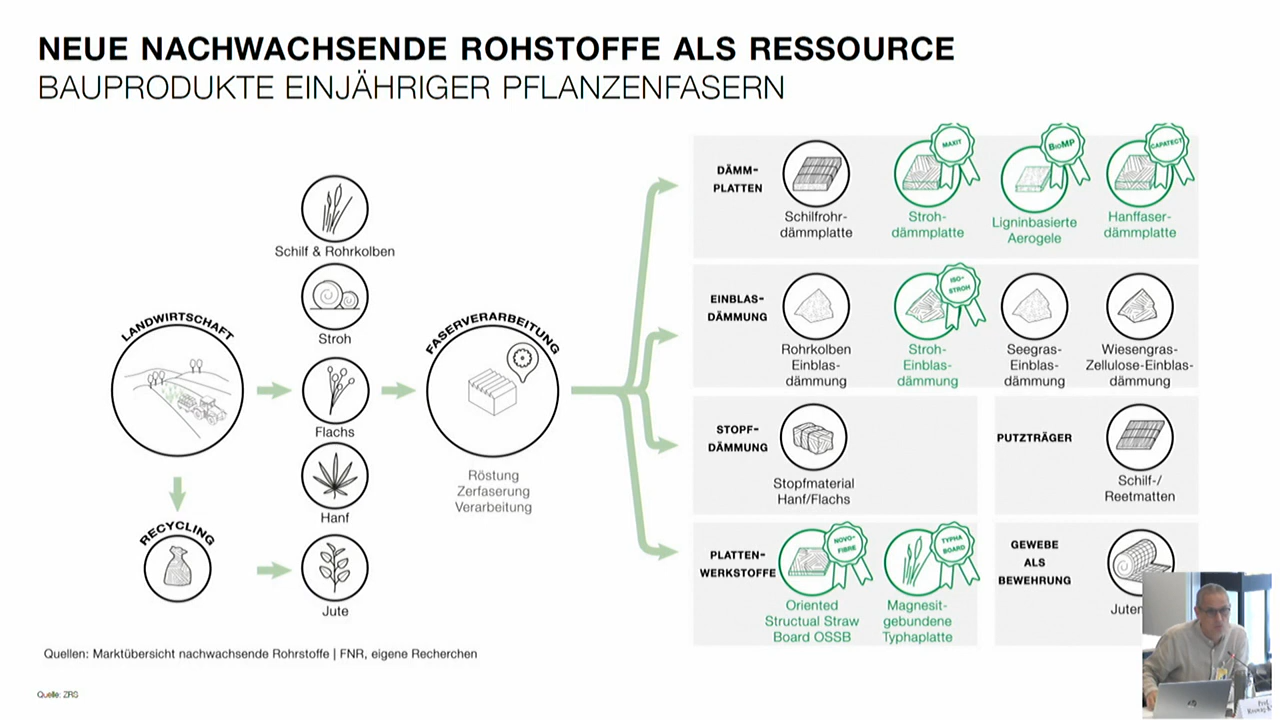 NEUE NACHWACHSENDE ROHSTOFFE ALS RESSOURCE
BAUPRODUKTE EINJÄHRIGER PFLANZENFASERN
LANDWIRTSCHAFT
RECYCLING
Schilf & Rohrkolben
Stroh
Flachs
Hanf
Jute
FASERVERARBEITUNG
Röstung
Zerfaserung
Verarbeitung
DÄMM-
PLATTEN
Schilfrohr-
dämmplatte
MAXIT
Stroh-
dämmplatte
BIOMP
Ligninbasierte
Aerogele
CAPATECT
Hanffaser-
dämmplatte
EINBLAS-
DÄMMUNG
Rohrkolben
Einblas-
dämmung
ISO-
STROH
Stroh-
Einblas-
dämmung
Seegras-
Einblas-
dämmung
Wiesengras-
Zellulose-Einblas-
dämmung
STOPF-
DÄMMUNG
Stopfmaterial
Hanf/Flachs
PUTZTRÄGER
Schilf-/
Reetmatten
PLATTEN-
WERKSTOFFE
NOVO-
FIBRE
Oriented
Structual Straw
Board OSSB
TYPHA
BOARD
Magnesit-
gebundene
Typhaplatte
GEWEBE
ALS
BEWEHRUNG
Quellen: Marktübersicht nachwachsende Rohstoffe | FNR, eigene Recherchen
Quelle: ZRS
hp
Prof.